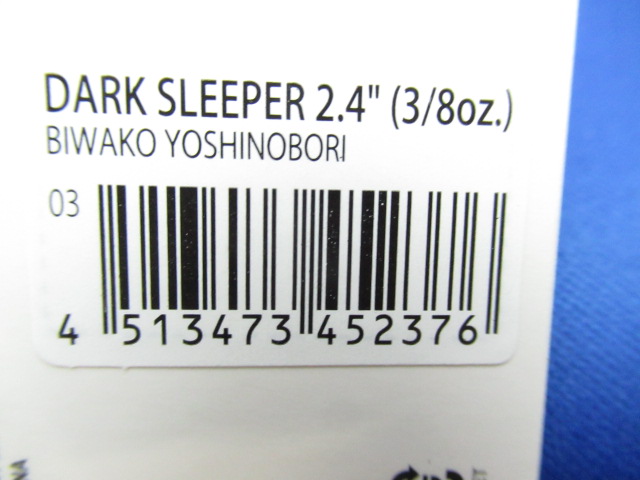 DARK SLEEPER 2.4" (3/8oz.)
BIWAKO YOSHINOBORI
03
4 513473 452376